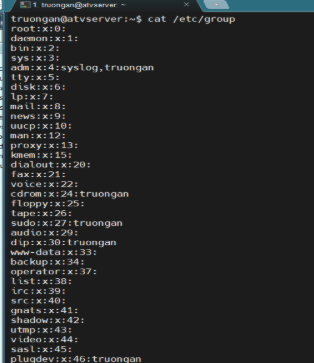 1. truongan@atvserver: ~
truongan@atvserver:~$ cat /etc/group
root:x:0:
daemon:x:1:
bin:x:2:
sys:x:3:
adm:x:4:syslog,truongan
tty:x:5:
disk:x:6:
lp:x:7:
mail:x:8:
news:x:9:
uucp:x:10:
man:x:12:
proxy:x:13:
kmem:x:15:
dialout:x:20:
fax:x:21:
voice:x:22:
cdrom:x:24:truongan
floppy:x:25:
tape:x:26:
sudo:x:27:truongan
audio:x:29:
dip:x:30:truongan
www-data:x:33:
backup:x:34:
operator:x:37:
list:x:38:
irc:x:39:
src:x:40:
gnats:x:41:
shadow:x:42:
utmp:x:43:
video:x:44:
sasl:x:45:
plugdev:x:46:truongan